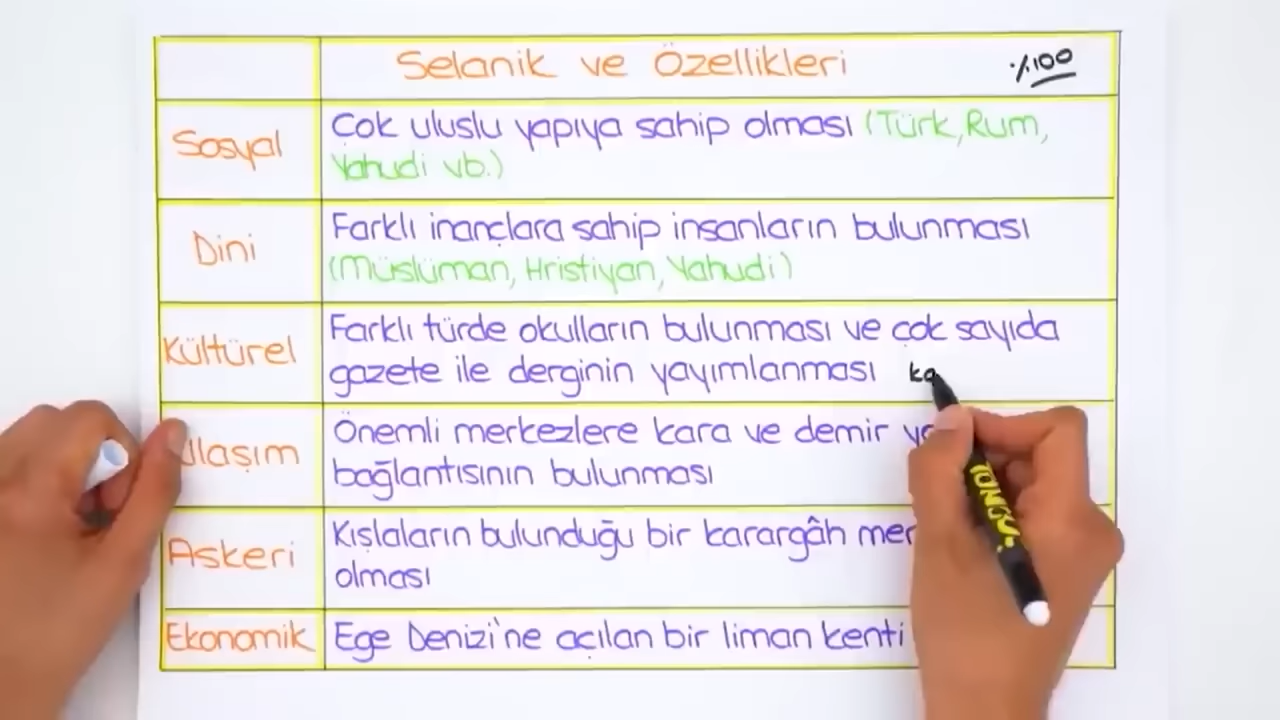 Selanik ve Özellikleri
٪100
Sosyal
Çok uluslu yapıya sahip olması (Türk, Rum,
Yahudi vb.)
Dini
Farklı inançlara sahip insanların bulunması
(Müslüman, Hristiyan, Yahudi)
Kültürel
Farklı türde okulların bulunması ve çok sayıda
gazete ile derginin yayımlanması
Önemli merkezlere kara ve demir
bağlantısının bulunması
Askeri
Kışlaların bulunduğu bir karargâh
olması
Ekonomik
Ege Denizi'ne açılan bir liman kenti